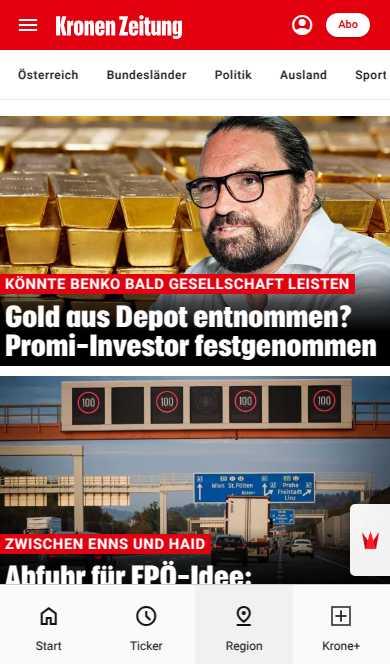 Kronen Zeitung
Abo
Österreich Bundesländer Politik Ausland Sport
KÖNNTE BENKO BALD GESELLSCHAFT LEISTEN
Gold aus Depot entnommen?
Promi-Investor festgenommen
100 100 100 100
Wien St. Pölten
Praha
Freistadt
Linz
ZWISCHEN ENNS UND HAID
Abfuhr für FPÖ-Idee:
Start Ticker Region Krone+